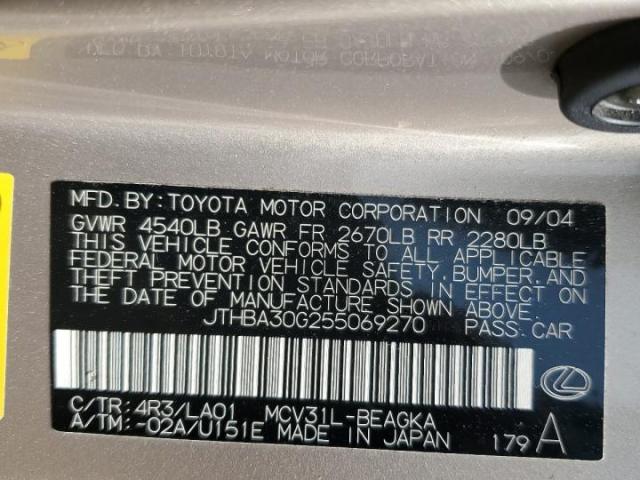 MFD. BY: TOYOTA MOTOR CORPORATION 09/04
GVWR 4540LB GAWR FR 2670LB RR 2280LB
THIS VEHICLE CONFORMS TO ALL APPLICABLE
FEDERAL MOTOR VEHICLE SAFETY, BUMPER, AND
THEFT PREVENTION STANDARDS IN EFFECT ON
THE DATE OF MANUFACTURE SHOWN ABOVE.
JTHBA30G255069270 PASS. CAR
C/TR: 4R3/LA01 MCV31L-BEAGKA
A/TM: -02A/U151E MADE IN JAPAN 179 A